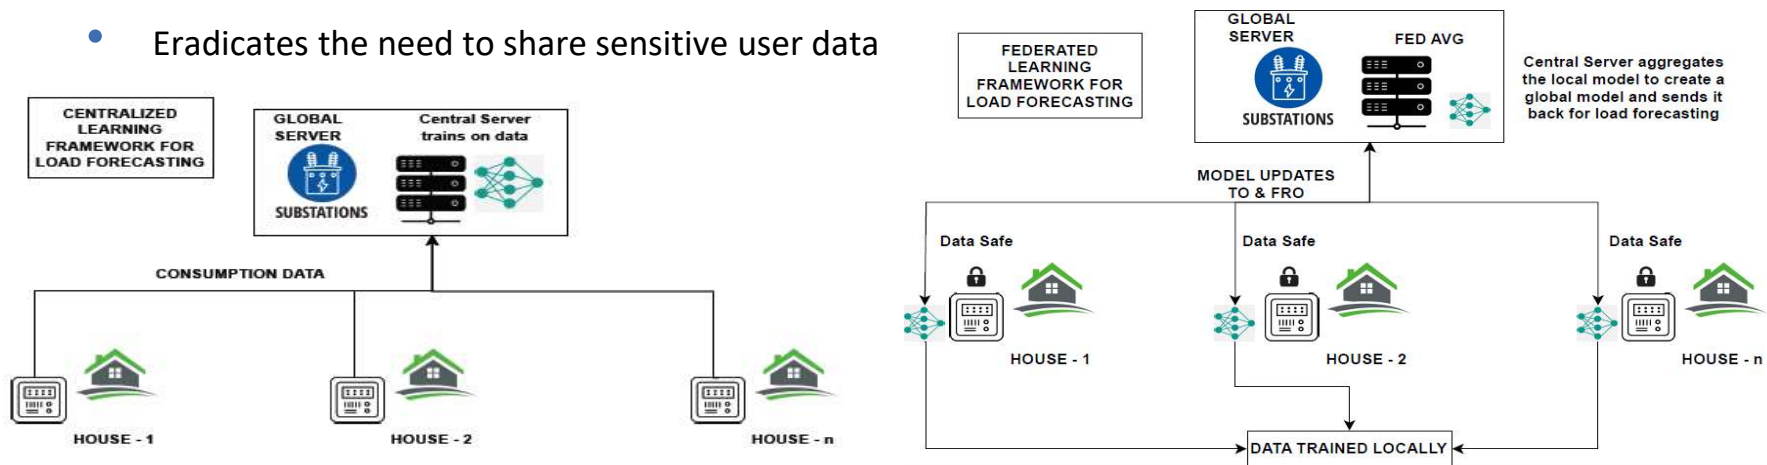 • Eradicates the need to share sensitive user data
CENTRALIZED
LEARNING
FRAMEWORK FOR
LOAD FORECASTING
GLOBAL
SERVER
SUBSTATIONS
Central Server
trains on data
CONSUMPTION DATA
HOUSE - 1
HOUSE - 2
HOUSE - n
FEDERATED
LEARNING
FRAMEWORK FOR
LOAD FORECASTING
GLOBAL
SERVER
SUBSTATIONS
FED AVG
Central Server aggregates
the local model to create a
global model and sends it
back for load forecasting
MODEL UPDATES
TO & FRO
Data Safe
Data Safe
Data Safe
HOUSE - 1
HOUSE - 2
HOUSE - n
DATA TRAINED LOCALLY